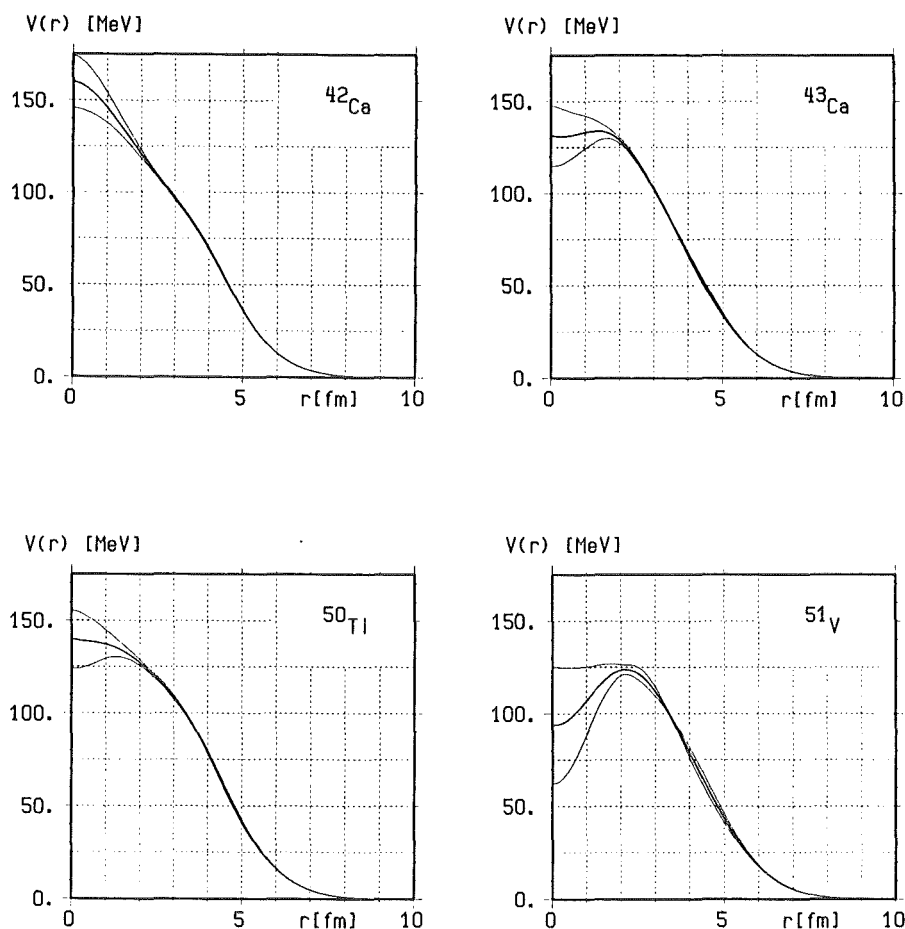 V(r) [MeV]
150.
100.
50.
0.
42Ca
0 5 10
r[fm]
V(r) [MeV]
150.
100.
50.
0.
43Ca
0 5 10
r[fm]
V(r) [MeV]
150.
100.
50.
0.
50Ti
0 5 10
r[fm]
V(r) [MeV]
150.
100.
50.
0.
51V
0 5 10
r[fm]